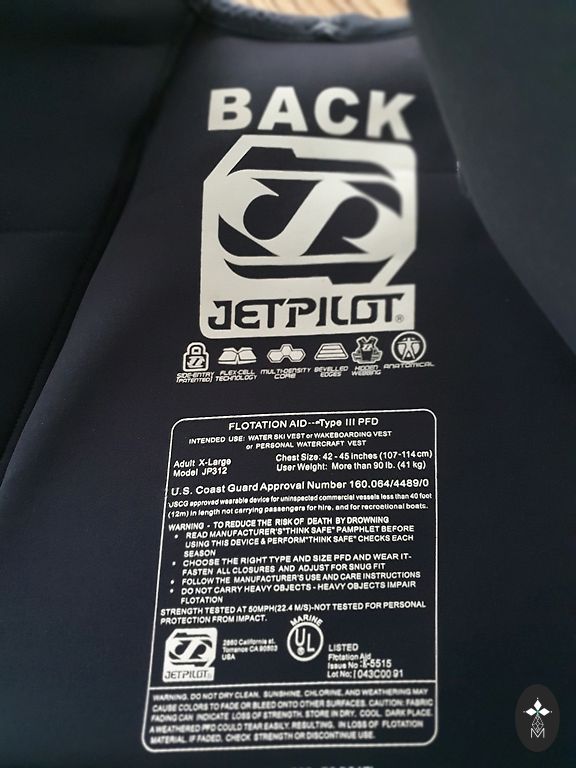 BACK
JETPILOT®
SIDE-ENTRY FLEX-CELL MULTI-DENSITY BEVELLED HIDDEN ANATOMICAL
(PATENTED) TECHNOLOGY CORE EDGES WEBBING
FLOTATION AID---Type III PFD
INTENDED USE: WATER SKI VEST or WAKEBOARDING VEST
or PERSONAL WATERCRAFT VEST
Adult X-Large Chest Size: 42 - 45 inches (107-114cm)
Model JP312 User Weight: More than 90 lb. (41 kg)
U.S. Coast Guard Approval Number 160.064/4489/0
USCG approved wearable device for uninspected commercial vessels less than 40 foot
(12m) in length not carrying passengers for hire, and for recreational boats.
WARNING - TO REDUCE THE RISK OF DEATH BY DROWNING
• READ MANUFACTURER'S"THINK SAFE" PAMPHLET BEFORE
USING THIS DEVICE & PERFORM"THINK SAFE" CHECKS EACH
SEASON
• CHOOSE THE RIGHT TYPE AND SIZE PFD AND WEAR IT-
FASTEN ALL CLOSURES AND ADJUST FOR SNUG FIT
• FOLLOW THE MANUFACTURER'S USE AND CARE INSTRUCTIONS
• DO NOT CARRY HEAVY OBJECTS - HEAVY OBJECTS IMPAIR
FLOTATION
STRENGTH TESTED AT 50MPH(22.4 M/S)-NOT TESTED FOR PERSONAL
PROTECTION FROM IMPACT.
JETPILOT
2860 California st.
Torrance CA 90503
USA
MARINE
UL
LISTED
Flotation Aid
Issue No: K-5515
Lot No: 043C00 91
WARNING. DO NOT DRY CLEAN. SUNSHINE, CHLORINE, AND WEATHERING MAY
CAUSE COLORS TO FADE OR BLEED ONTO OTHER SURFACES. CAUTION: FABRIC
FADING CAN INDICATE LOSS OF STRENGTH. STORE IN DRY, COOL, DARK PLACE.
A WEATHERED PFD COULD TEAR EASILY, RESULTING IN LOSS OF FLOTATION
MATERIAL. IF FADED, CHECK STRENGTH OR DISCONTINUE USE.
M